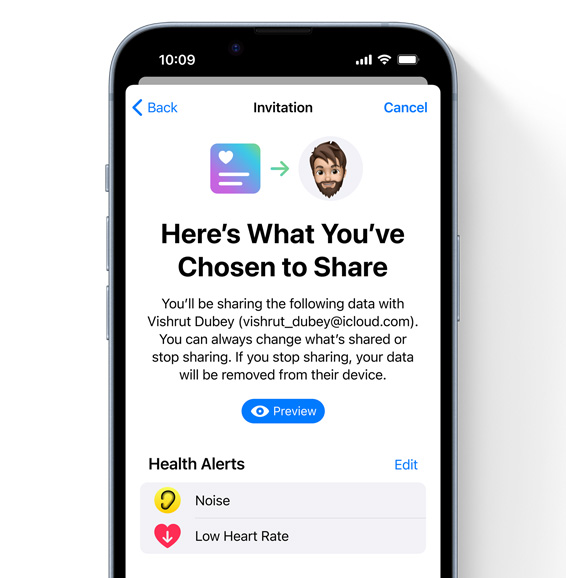 10:09
Back
Invitation
Cancel
Here’s What You’ve
Chosen to Share
You’ll be sharing the following data with
Vishrut Dubey (vishrut_dubey@icloud.com).
You can always change what’s shared or
stop sharing. If you stop sharing, your data
will be removed from their device.
Preview
Health Alerts
Edit
Noise
Low Heart Rate